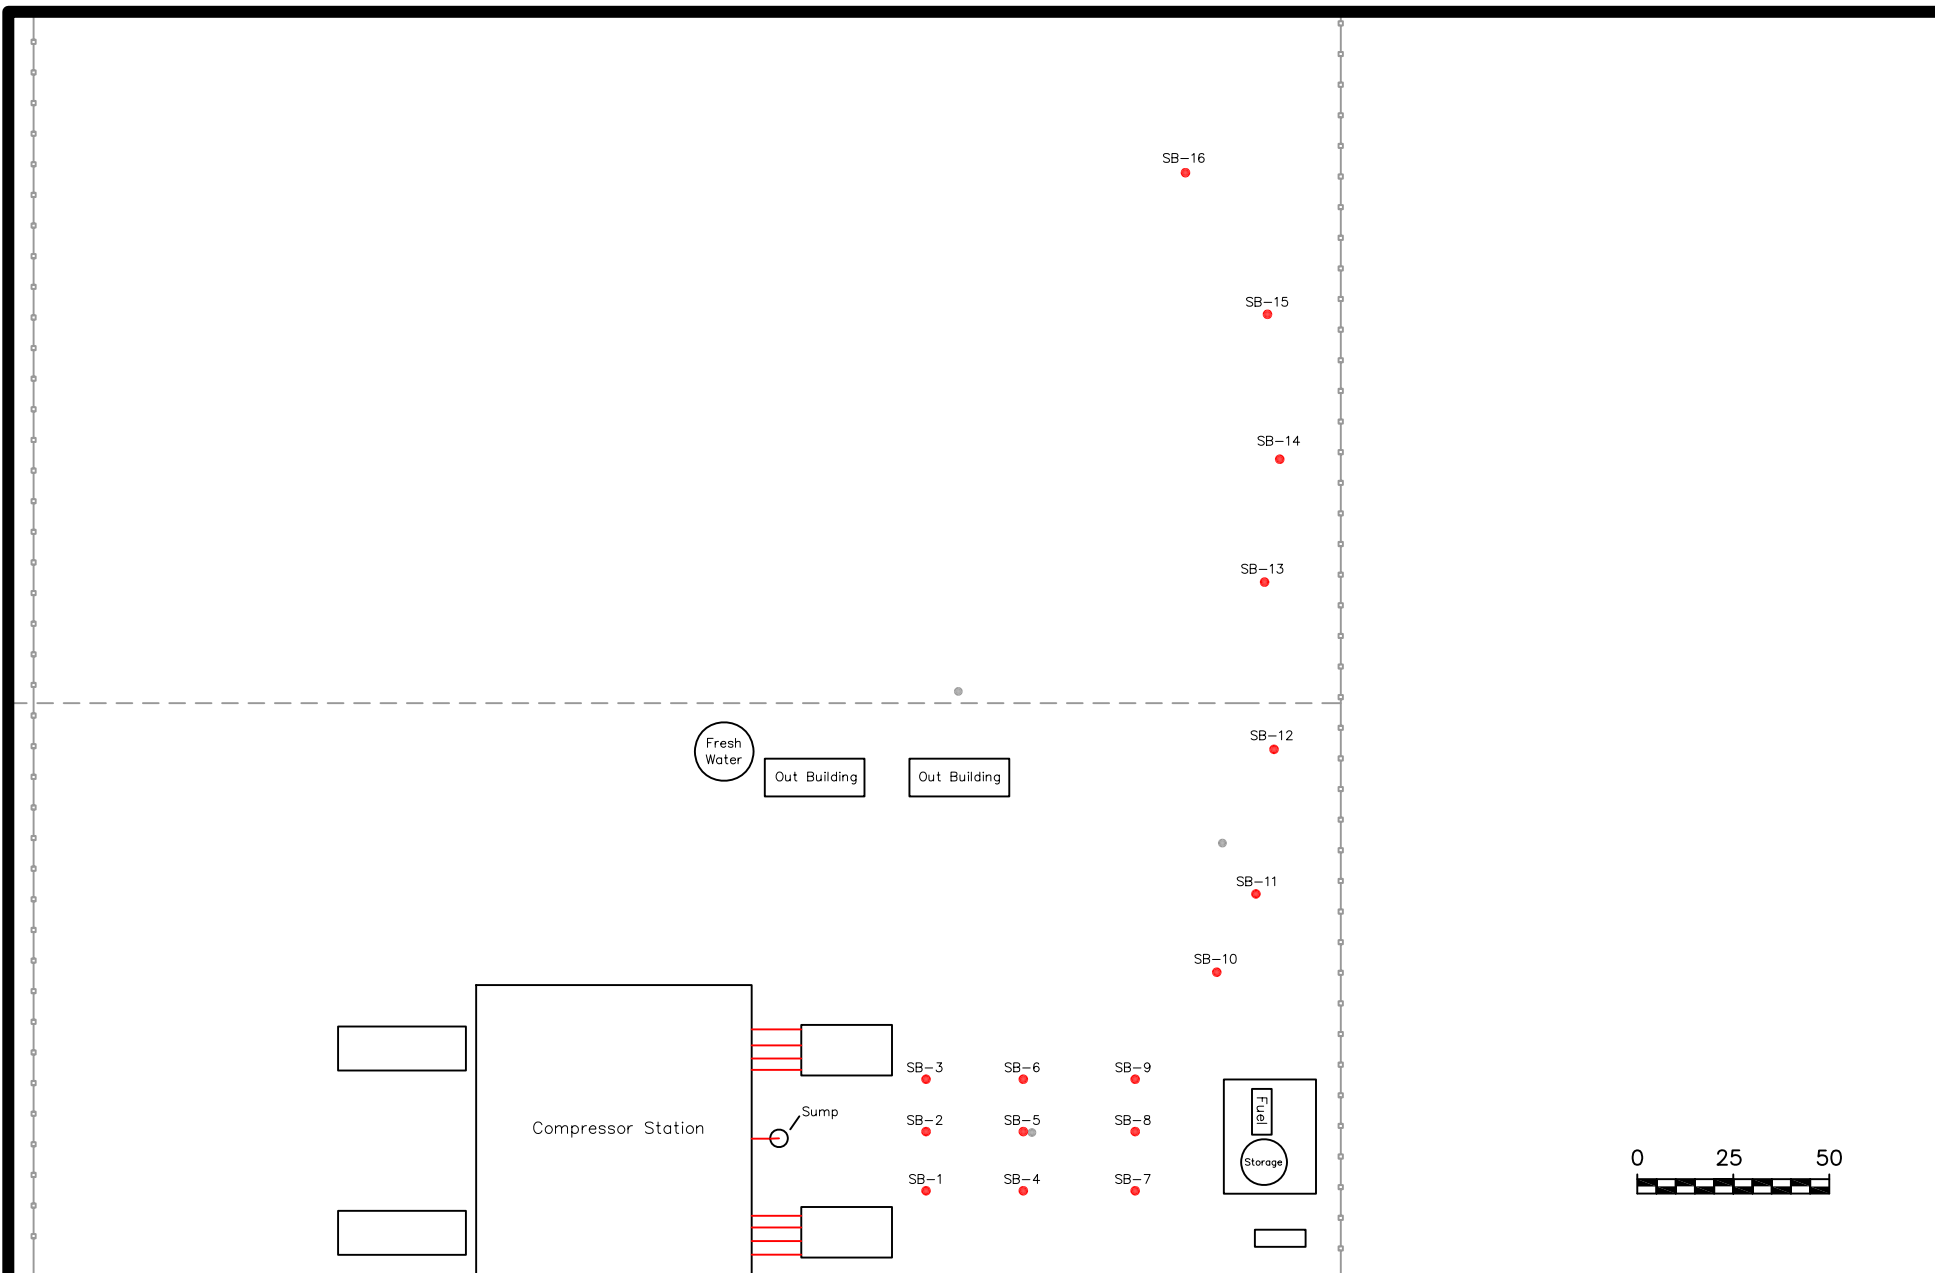 SB-16
SB-15
SB-14
SB-13
SB-12
Fresh
Water
Out Building
Out Building
SB-11
SB-10
SB-3
SB-6
SB-9
Fuel
Sump
SB-2
SB-5
SB-8
Compressor Station
Storage
0 25 50
SB-1
SB-4
SB-7